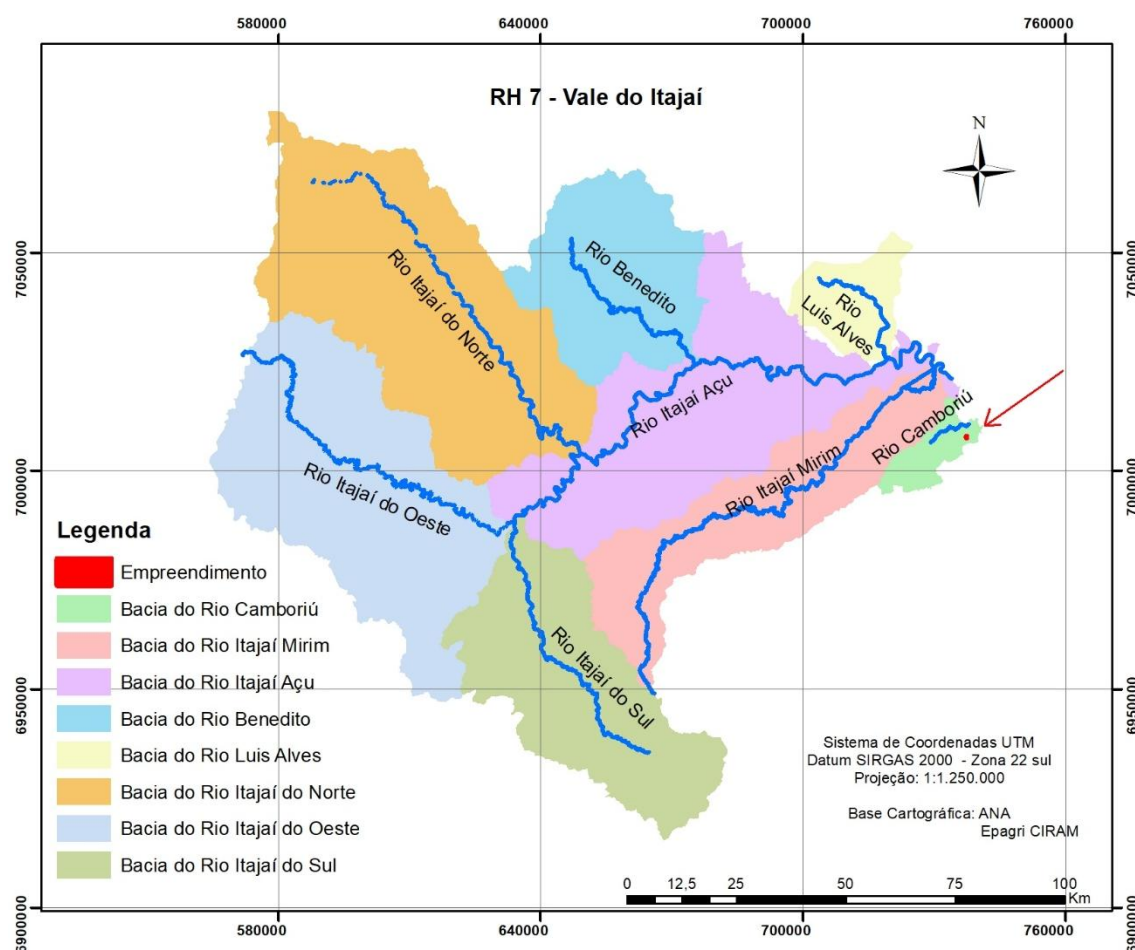 580000
640000
700000
760000
RH 7 - Vale do Itajaí
N
7050000
7050000
Rio Itajaí do Norte
Rio Benedito
Rio
Luis Alves
Rio Itajaí Açu
Rio Camboriú
Rio Itajaí Mirim
7000000
7000000
Rio Itajaí do Oeste
Rio Itajaí do Sul
Legenda
Empreendimento
Bacia do Rio Camboriú
Bacia do Rio Itajaí Mirim
Bacia do Rio Itajaí Açu
Bacia do Rio Benedito
Bacia do Rio Luis Alves
Bacia do Rio Itajaí do Norte
Bacia do Rio Itajaí do Oeste
Bacia do Rio Itajaí do Sul
6950000
6950000
Sistema de Coordenadas UTM
Datum SIRGAS 2000 - Zona 22 sul
Projeção: 1:1.250.000
Base Cartográfica: ANA
Epagri CIRAM
0 12,5 25 50 75 100
Km
6900000
6900000
580000
640000
700000
760000